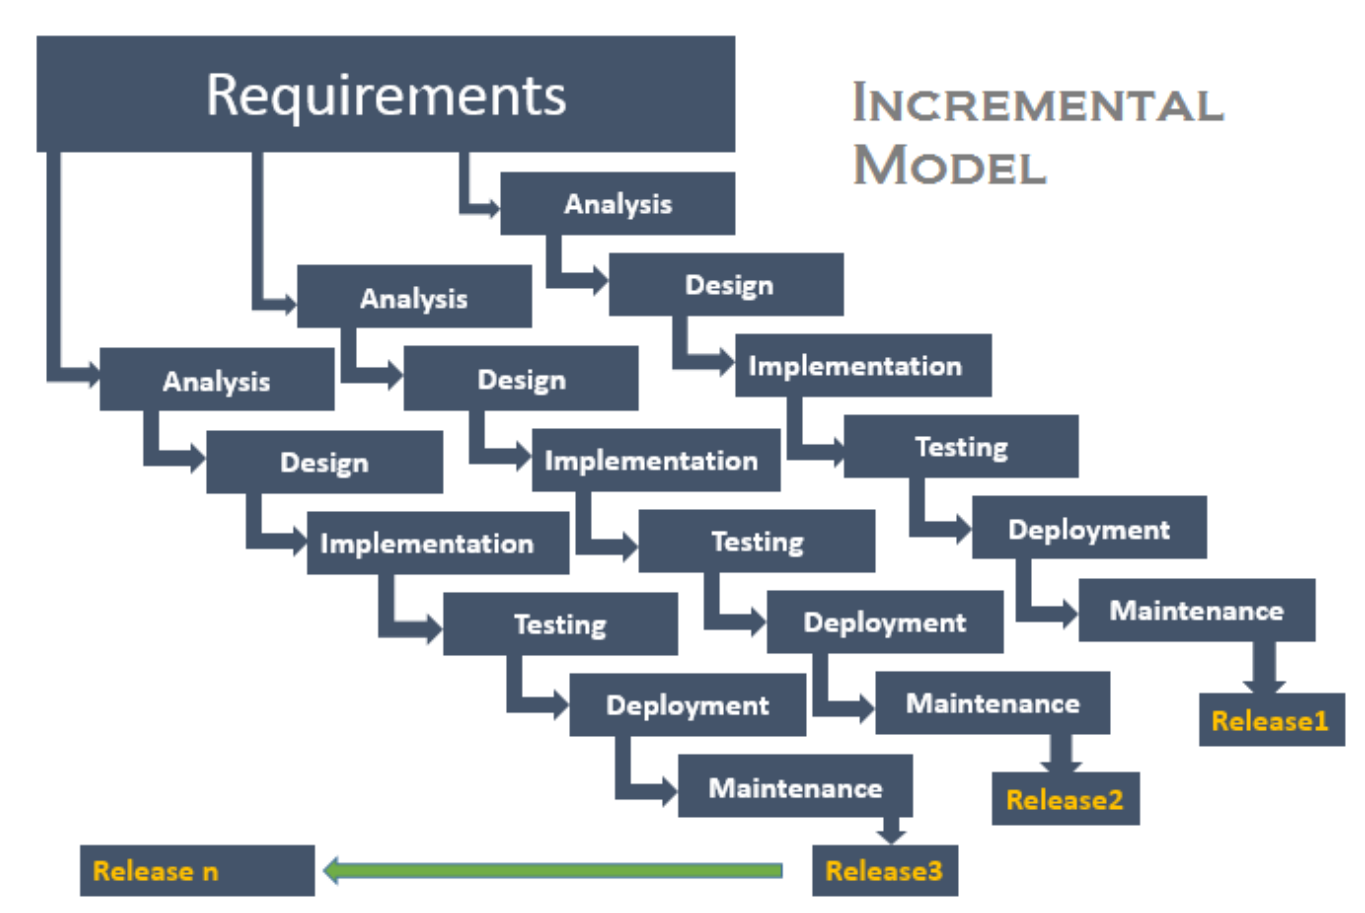 Requirements
INCREMENTAL
MODEL
Analysis
Design
Implementation
Testing
Deployment
Maintenance
Release1
Analysis
Design
Implementation
Testing
Deployment
Maintenance
Release2
Analysis
Design
Implementation
Testing
Deployment
Maintenance
Release3
Release n